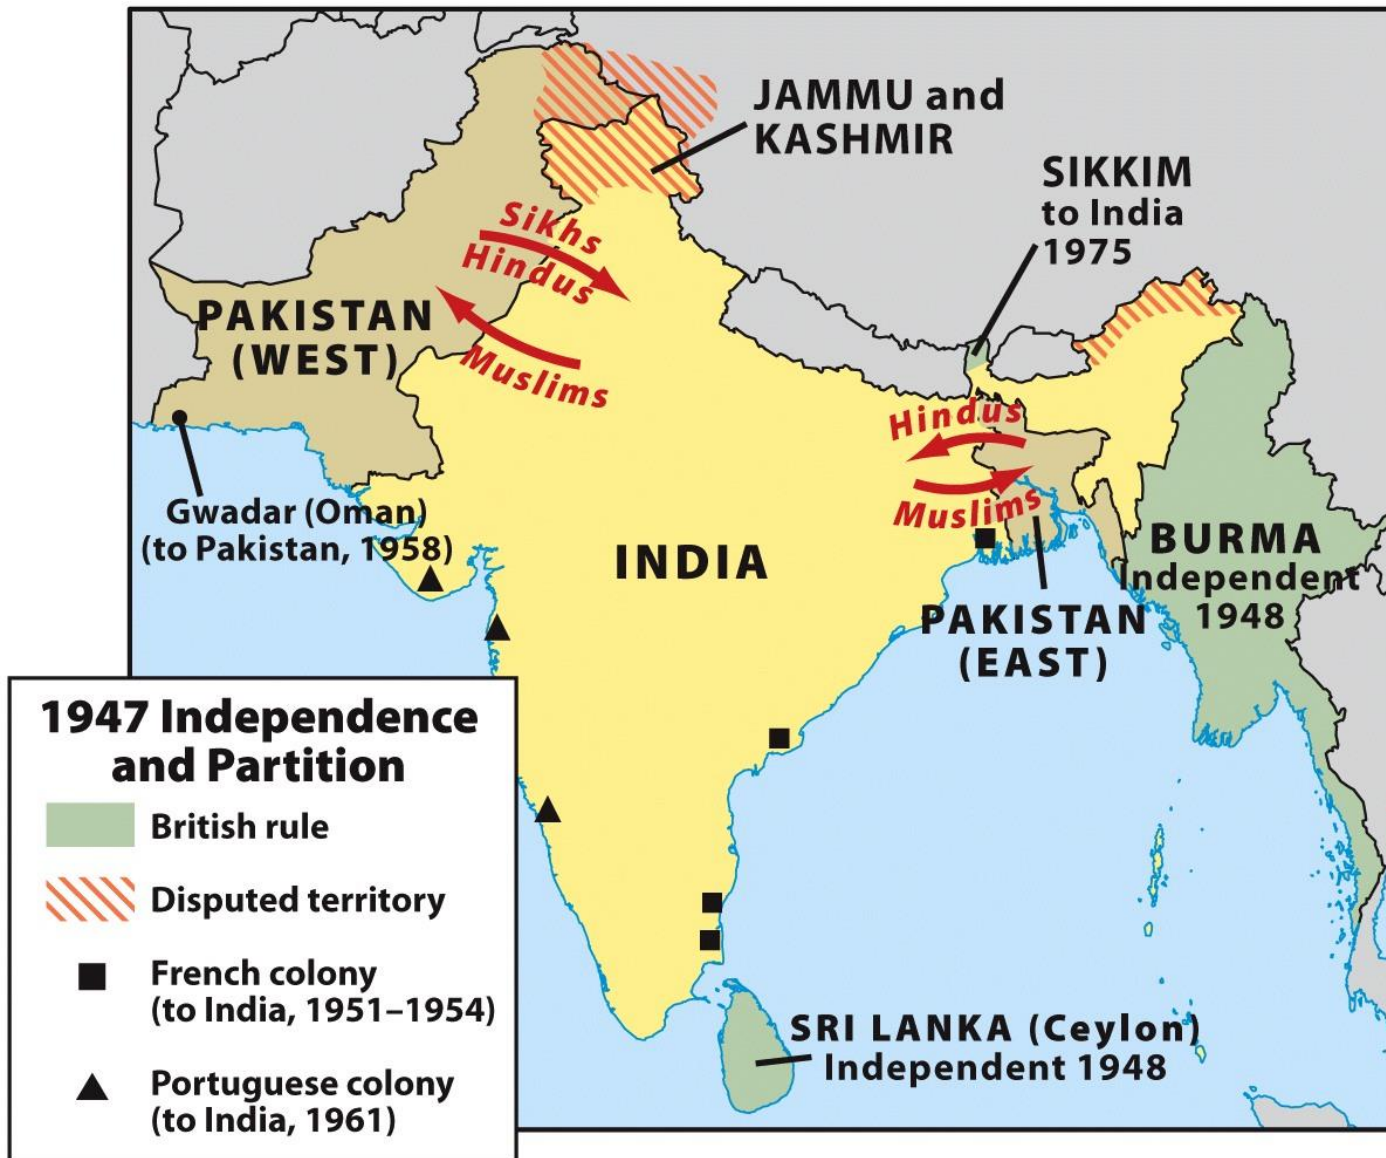 JAMMU and
KASHMIR
SIKKIM
to India
1975
SiKhs
Hindus
PAKISTAN
(WEST)
Muslims
Hindus
Muslims
Gwadar (Oman)
(to Pakistan, 1958)
INDIA
BURMA
Independent
1948
PAKISTAN
(EAST)
SRI LANKA (Ceylon)
Independent 1948
1947 Independence
and Partition
British rule
Disputed territory
French colony
(to India, 1951–1954)
Portuguese colony
(to India, 1961)